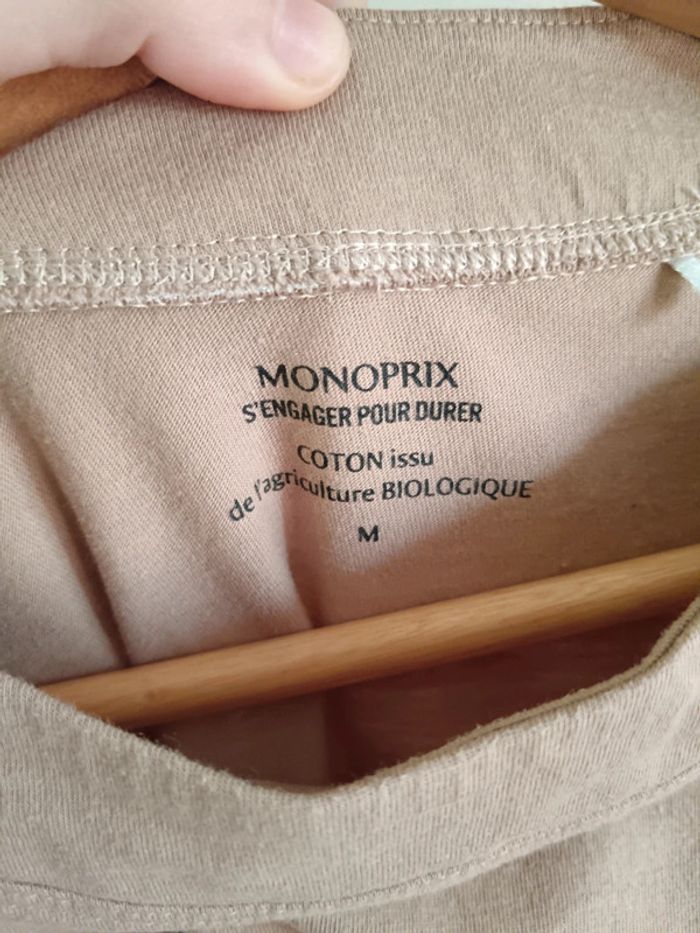 MONOPRIX
S'ENGAGER POUR DURER
COTON issu
de l'agriculture BIOLOGIQUE
M